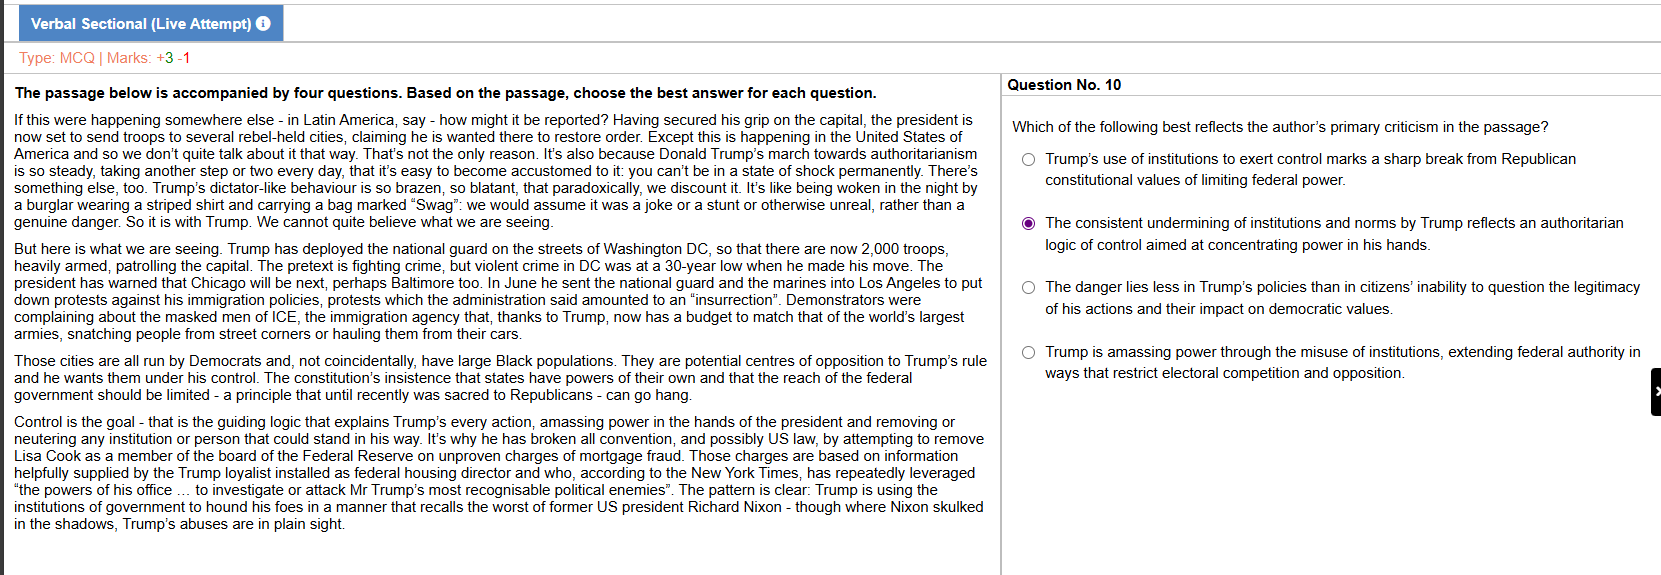 Verbal Sectional (Live Attempt) i
Type: MCQ | Marks: +3 -1
The passage below is accompanied by four questions. Based on the passage, choose the best answer for each question.
If this were happening somewhere else - in Latin America, say - how might it be reported? Having secured his grip on the capital, the president is
now set to send troops to several rebel-held cities, claiming he is wanted there to restore order. Except this is happening in the United States of
America and so we don't quite talk about it that way. That's not the only reason. It's also because Donald Trump's march towards authoritarianism
is so steady, taking another step or two every day, that it's easy to become accustomed to it: you can't be in a state of shock permanently. There's
something else, too. Trump's dictator-like behaviour is so brazen, so blatant, that paradoxically, we discount it. It's like being woken in the night by
a burglar wearing a striped shirt and carrying a bag marked “Swag”: we would assume it was a joke or a stunt or otherwise unreal, rather than a
genuine danger. So it is with Trump. We cannot quite believe what we are seeing.
But here is what we are seeing. Trump has deployed the national guard on the streets of Washington DC, so that there are now 2,000 troops,
heavily armed, patrolling the capital. The pretext is fighting crime, but violent crime in DC was at a 30-year low when he made his move. The
president has warned that Chicago will be next, perhaps Baltimore too. In June he sent the national guard and the marines into Los Angeles to put
down protests against his immigration policies, protests which the administration said amounted to an “insurrection”. Demonstrators were
complaining about the masked men of ICE, the immigration agency that, thanks to Trump, now has a budget to match that of the world's largest
armies, snatching people from street corners or hauling them from their cars.
Those cities are all run by Democrats and, not coincidentally, have large Black populations. They are potential centres of opposition to Trump's rule
and he wants them under his control. The constitution's insistence that states have powers of their own and that the reach of the federal
government should be limited - a principle that until recently was sacred to Republicans - can go hang.
Control is the goal - that is the guiding logic that explains Trump's every action, amassing power in the hands of the president and removing or
neutering any institution or person that could stand in his way. It's why he has broken all convention, and possibly US law, by attempting to remove
Lisa Cook as a member of the board of the Federal Reserve on unproven charges of mortgage fraud. Those charges are based on information
helpfully supplied by the Trump loyalist installed as federal housing director and who, according to the New York Times, has repeatedly leveraged
“the powers of his office ... to investigate or attack Mr Trump's most recognisable political enemies”. The pattern is clear: Trump is using the
institutions of government to hound his foes in a manner that recalls the worst of former US president Richard Nixon - though where Nixon skulked
in the shadows, Trump's abuses are in plain sight.
Question No. 10
Which of the following best reflects the author's primary criticism in the passage?
Trump's use of institutions to exert control marks a sharp break from Republican
constitutional values of limiting federal power.
The consistent undermining of institutions and norms by Trump reflects an authoritarian
logic of control aimed at concentrating power in his hands.
The danger lies less in Trump's policies than in citizens' inability to question the legitimacy
of his actions and their impact on democratic values.
Trump is amassing power through the misuse of institutions, extending federal authority in
ways that restrict electoral competition and opposition.